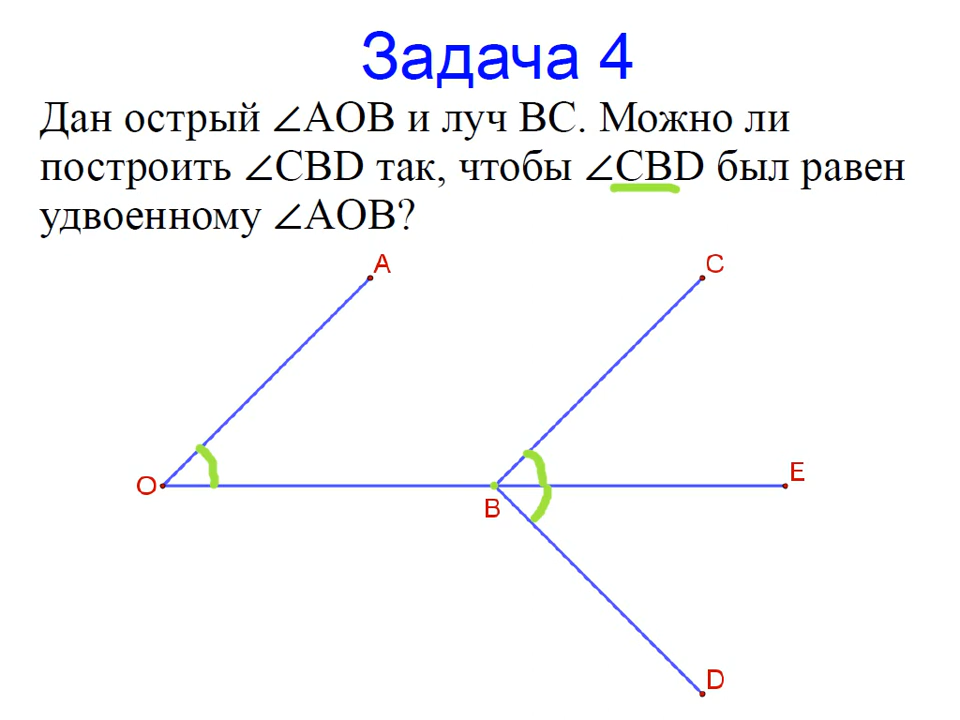 Задача 4
Дан острый ∠AOB и луч BC. Можно ли
построить ∠CBD так, чтобы ∠CBD был равен
удвоенному ∠AOB?
A
C
O
E
B
D